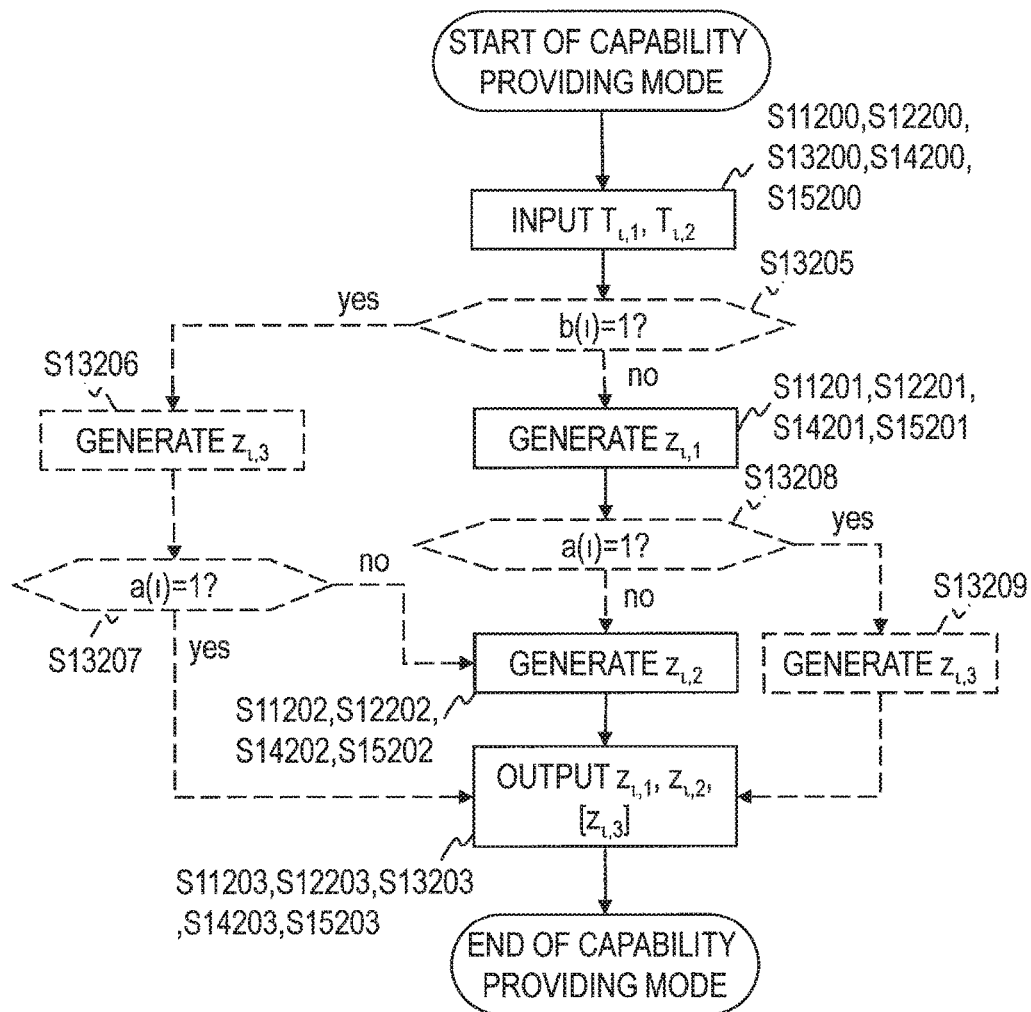 START OF CAPABILITY
PROVIDING MODE
S11200,S12200,
S13200,S14200,
S15200
INPUT Tι,1, Tι,2
S13205
yes
b(ι)=1?
no
S13206
GENERATE zι,3
S11201,S12201,
S14201,S15201
GENERATE zι,1
S13208
a(ι)=1?
yes
no
a(ι)=1?
no
yes
S13207
S13209
GENERATE zι,2
GENERATE zι,3
S11202,S12202,
S14202,S15202
OUTPUT zι,1, zι,2,
[zι,3]
S11203,S12203,S13203
,S14203,S15203
END OF CAPABILITY
PROVIDING MODE